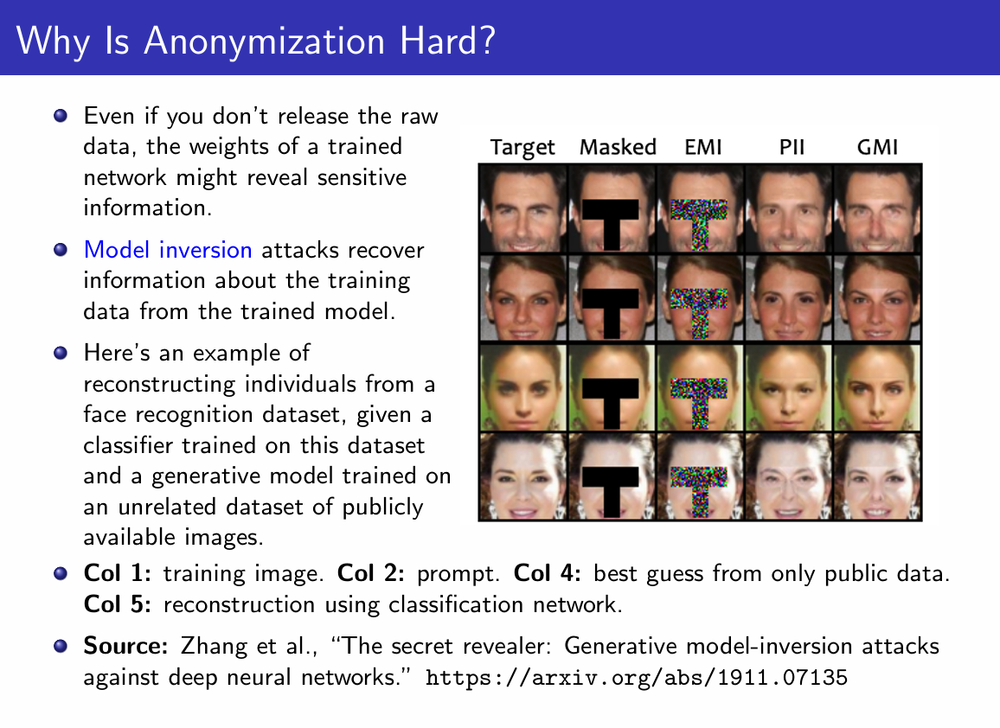 Why Is Anonymization Hard?
Even if you don't release the raw
data, the weights of a trained
network might reveal sensitive
information.
Model inversion attacks recover
information about the training
data from the trained model.
Here's an example of
reconstructing individuals from a
face recognition dataset, given a
classifier trained on this dataset
and a generative model trained on
an unrelated dataset of publicly
available images.
Target Masked EMI PII GMI
Col 1: training image. Col 2: prompt. Col 4: best guess from only public data.
Col 5: reconstruction using classification network.
Source: Zhang et al., “The secret revealer: Generative model-inversion attacks
against deep neural networks.” https://arxiv.org/abs/1911.07135